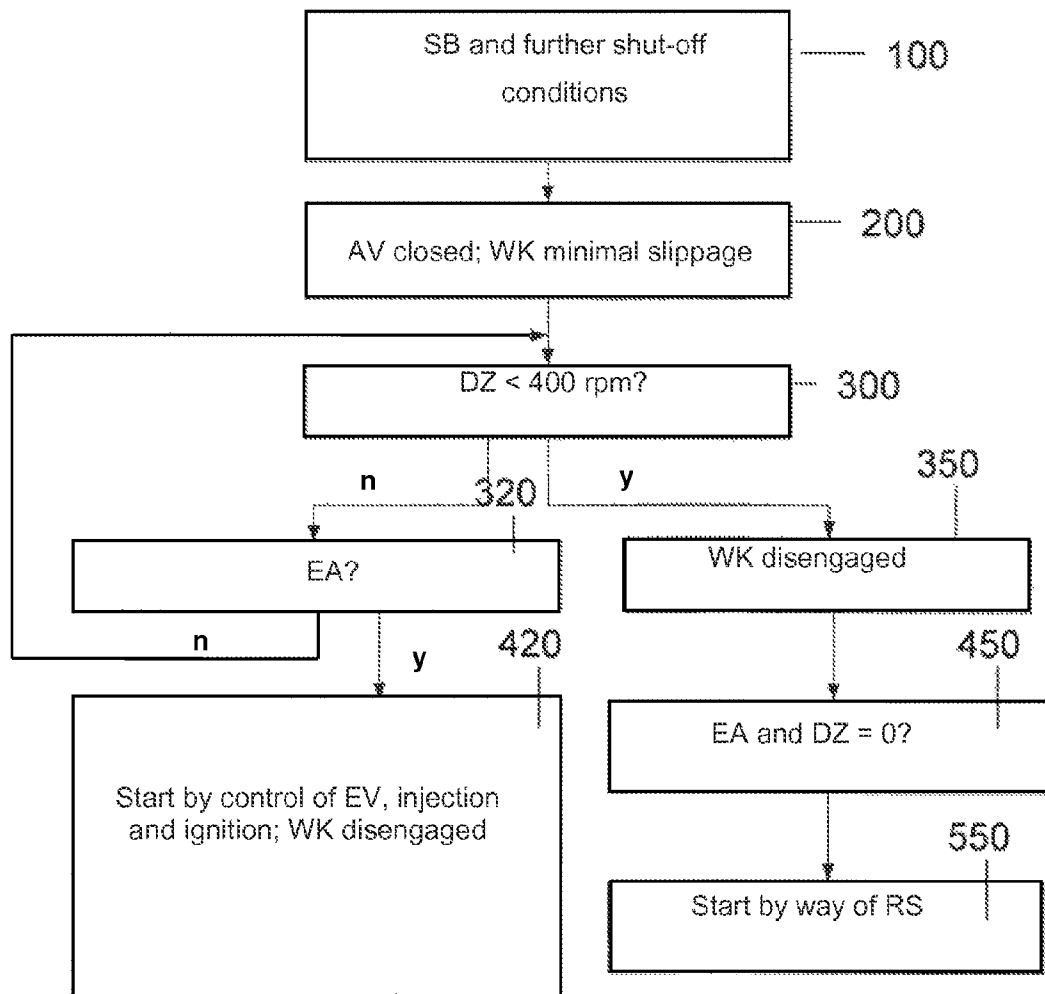 SB and further shut-off
conditions
100
AV closed; WK minimal slippage
200
DZ < 400 rpm?
300
n
320
y
350
EA?
WK disengaged
n
y
420
450
EA and DZ = 0?
Start by control of EV, injection
and ignition; WK disengaged
550
Start by way of RS